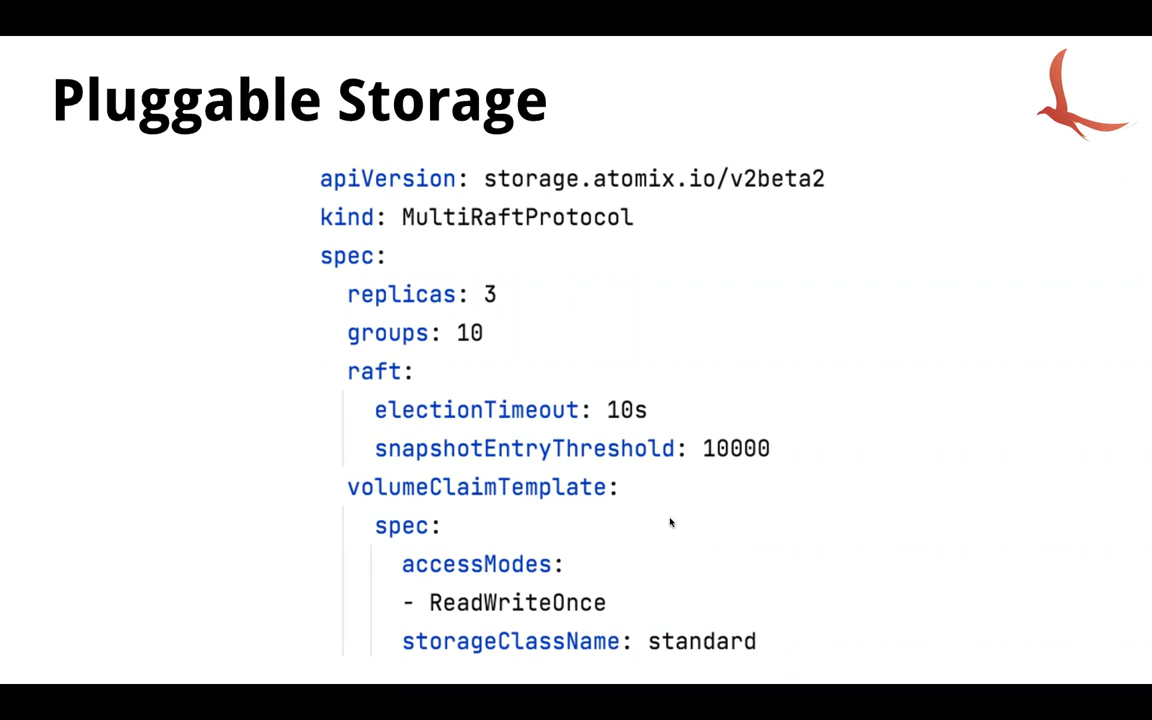 Pluggable Storage
apiVersion: storage.atomix.io/v2beta2
kind: MultiRaftProtocol
spec:
  replicas: 3
  groups: 10
  raft:
    electionTimeout: 10s
    snapshotEntryThreshold: 10000
  volumeClaimTemplate:
    spec:
      accessModes:
      - ReadWriteOnce
      storageClassName: standard